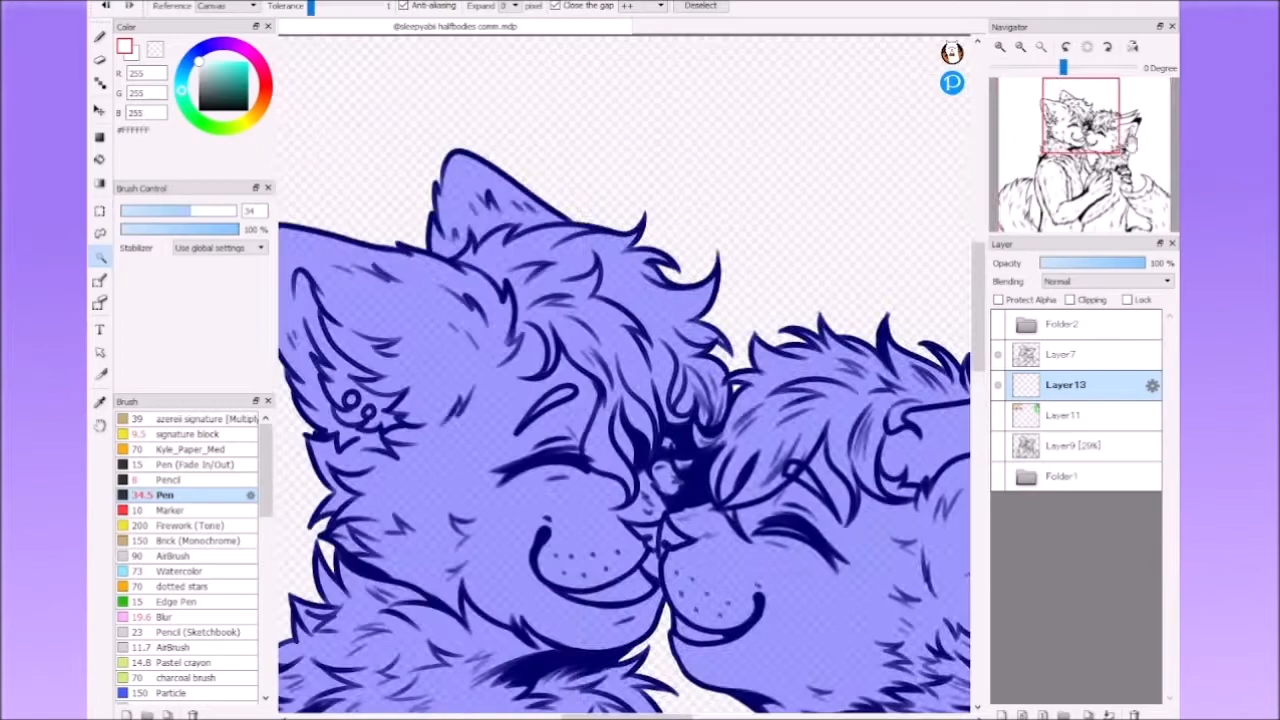 Reference Canvas Tolerance 1 Anti-aliasing Expand 0 pixel Close the gap ++ Deselect
@sleepyabi halfbodies comm.mdp
Color
R 255
G 255
B 255
#FFFFFF
Brush Control
34
100 %
Stabilizer Use global settings
Brush
39 azereii signature [Multipl
9.5 signature block
70 Kyle_Paper_Med
15 Pen (Fade In/Out)
8 Pencil
34.5 Pen
10 Marker
200 Firework (Tone)
150 Brick (Monochrome)
90 AirBrush
73 Watercolor
70 dotted stars
15 Edge Pen
19.6 Blur
23 Pencil (Sketchbook)
11.7 AirBrush
14.8 Pastel crayon
70 charcoal brush
150 Particle
T
P
Navigator
0 Degree
Layer
Opacity 100 %
Blending Normal
Protect Alpha Clipping Lock
Folder2
Layer7
Layer13
Layer11
Layer9 [25%]
Folder1